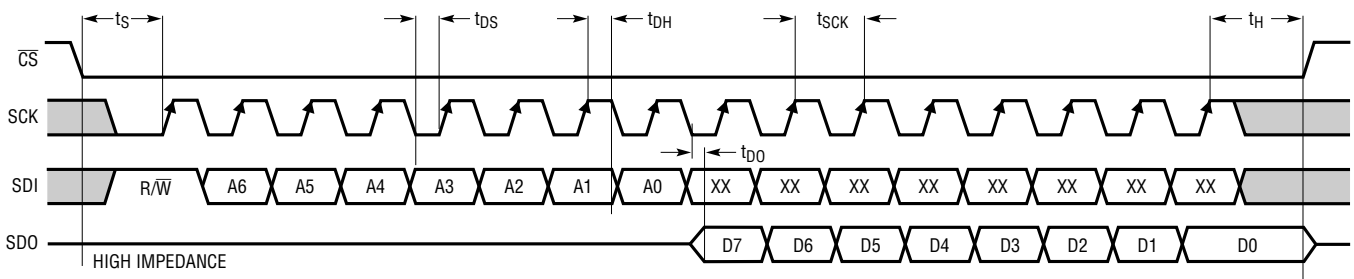 tS tDS tDH tSCK tH
CS
SCK
tDO
SDI R/W A6 A5 A4 A3 A2 A1 A0 XX XX XX XX XX XX XX XX
SDO D7 D6 D5 D4 D3 D2 D1 D0
HIGH IMPEDANCE